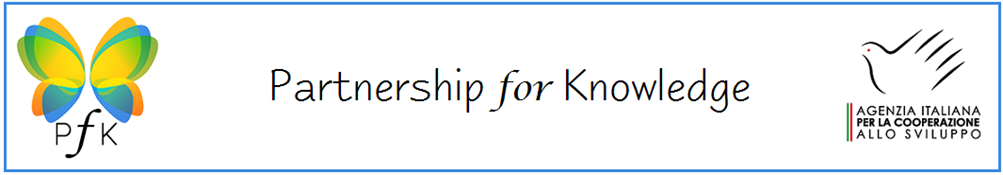 PfK
Partnership for Knowledge
AGENZIA ITALIANA
PER LA COOPERAZIONE
ALLO SVILUPPO